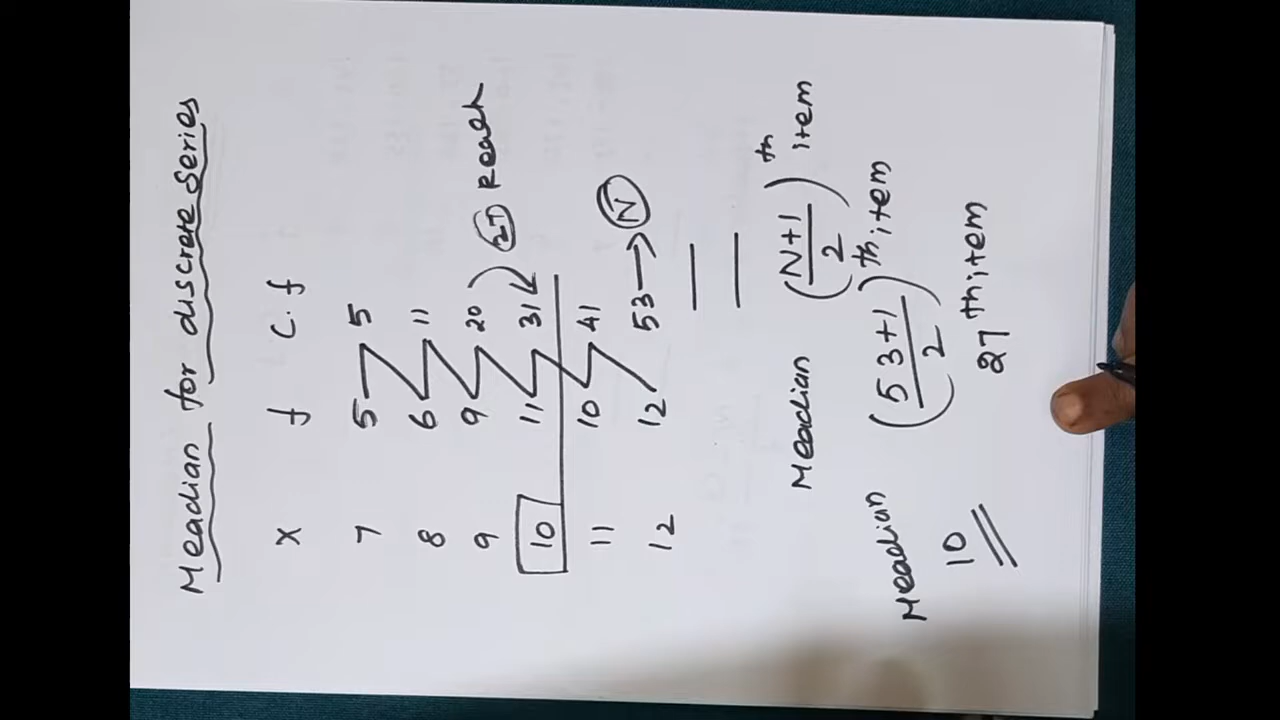 Meadian for discrete series
X f C.f
7 5 5
8 6 11
9 9 20
10 11 31 27 Reach
11 10 41
12 12 53 → N
Meadian (N+1/2)th item
Meadian (53+1/2)th item
10 27th item